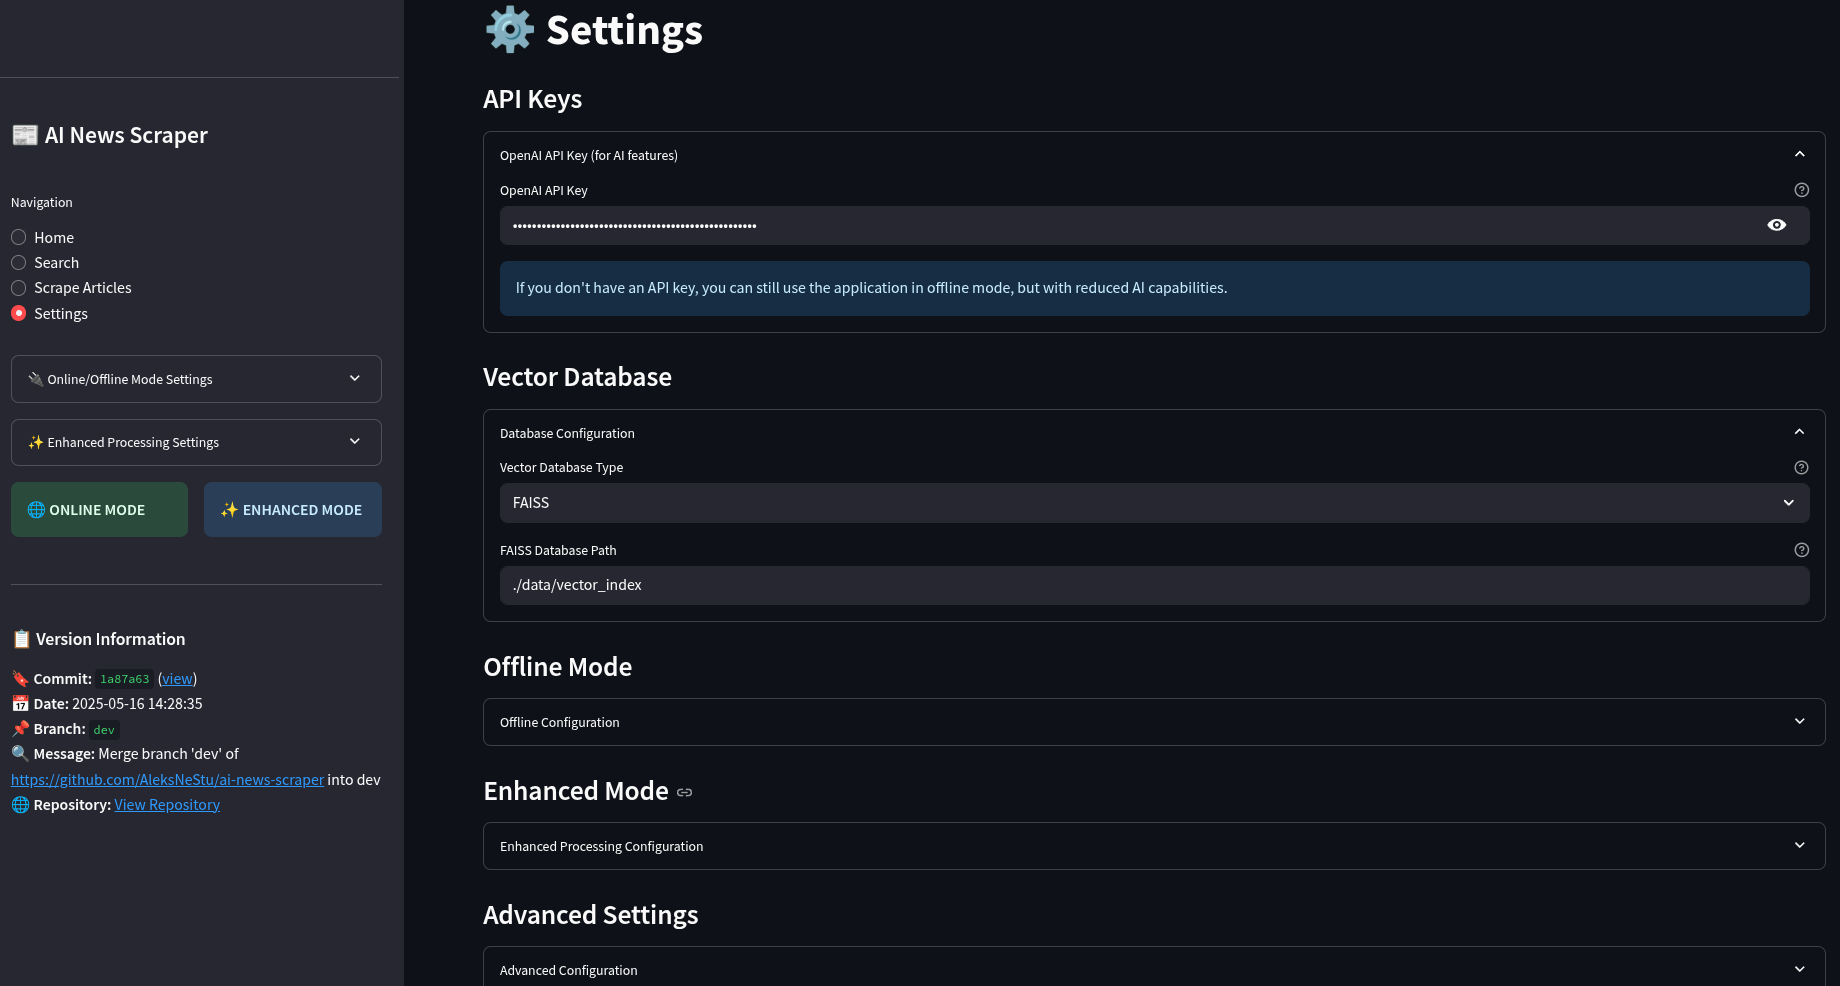 AI News Scraper
Navigation
Home
Search
Scrape Articles
Settings
Online/Offline Mode Settings
Enhanced Processing Settings
ONLINE MODE
ENHANCED MODE
Version Information
Commit: 1a87a63 (view)
Date: 2025-05-16 14:28:35
Branch: dev
Message: Merge branch 'dev' of
https://github.com/AleksNeStu/ai-news-scraper into dev
Repository: View Repository
Settings
API Keys
OpenAI API Key (for AI features)
OpenAI API Key
If you don't have an API key, you can still use the application in offline mode, but with reduced AI capabilities.
Vector Database
Database Configuration
Vector Database Type
FAISS
FAISS Database Path
./data/vector_index
Offline Mode
Offline Configuration
Enhanced Mode
Enhanced Processing Configuration
Advanced Settings
Advanced Configuration